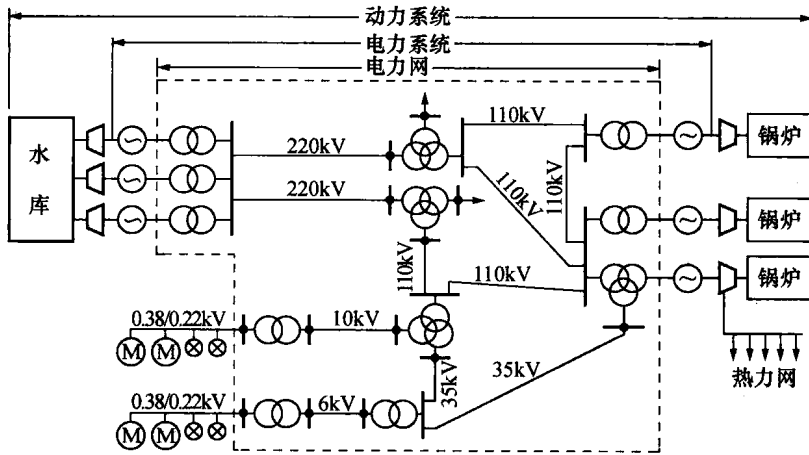 动力系统
电力系统
电力网
水库
220kV
220kV
110kV
110kV
110kV
110kV
110kV
锅炉
锅炉
锅炉
0.38/0.22kV
10kV
M
M
35kV
35kV
热力网
0.38/0.22kV
6kV
M
M